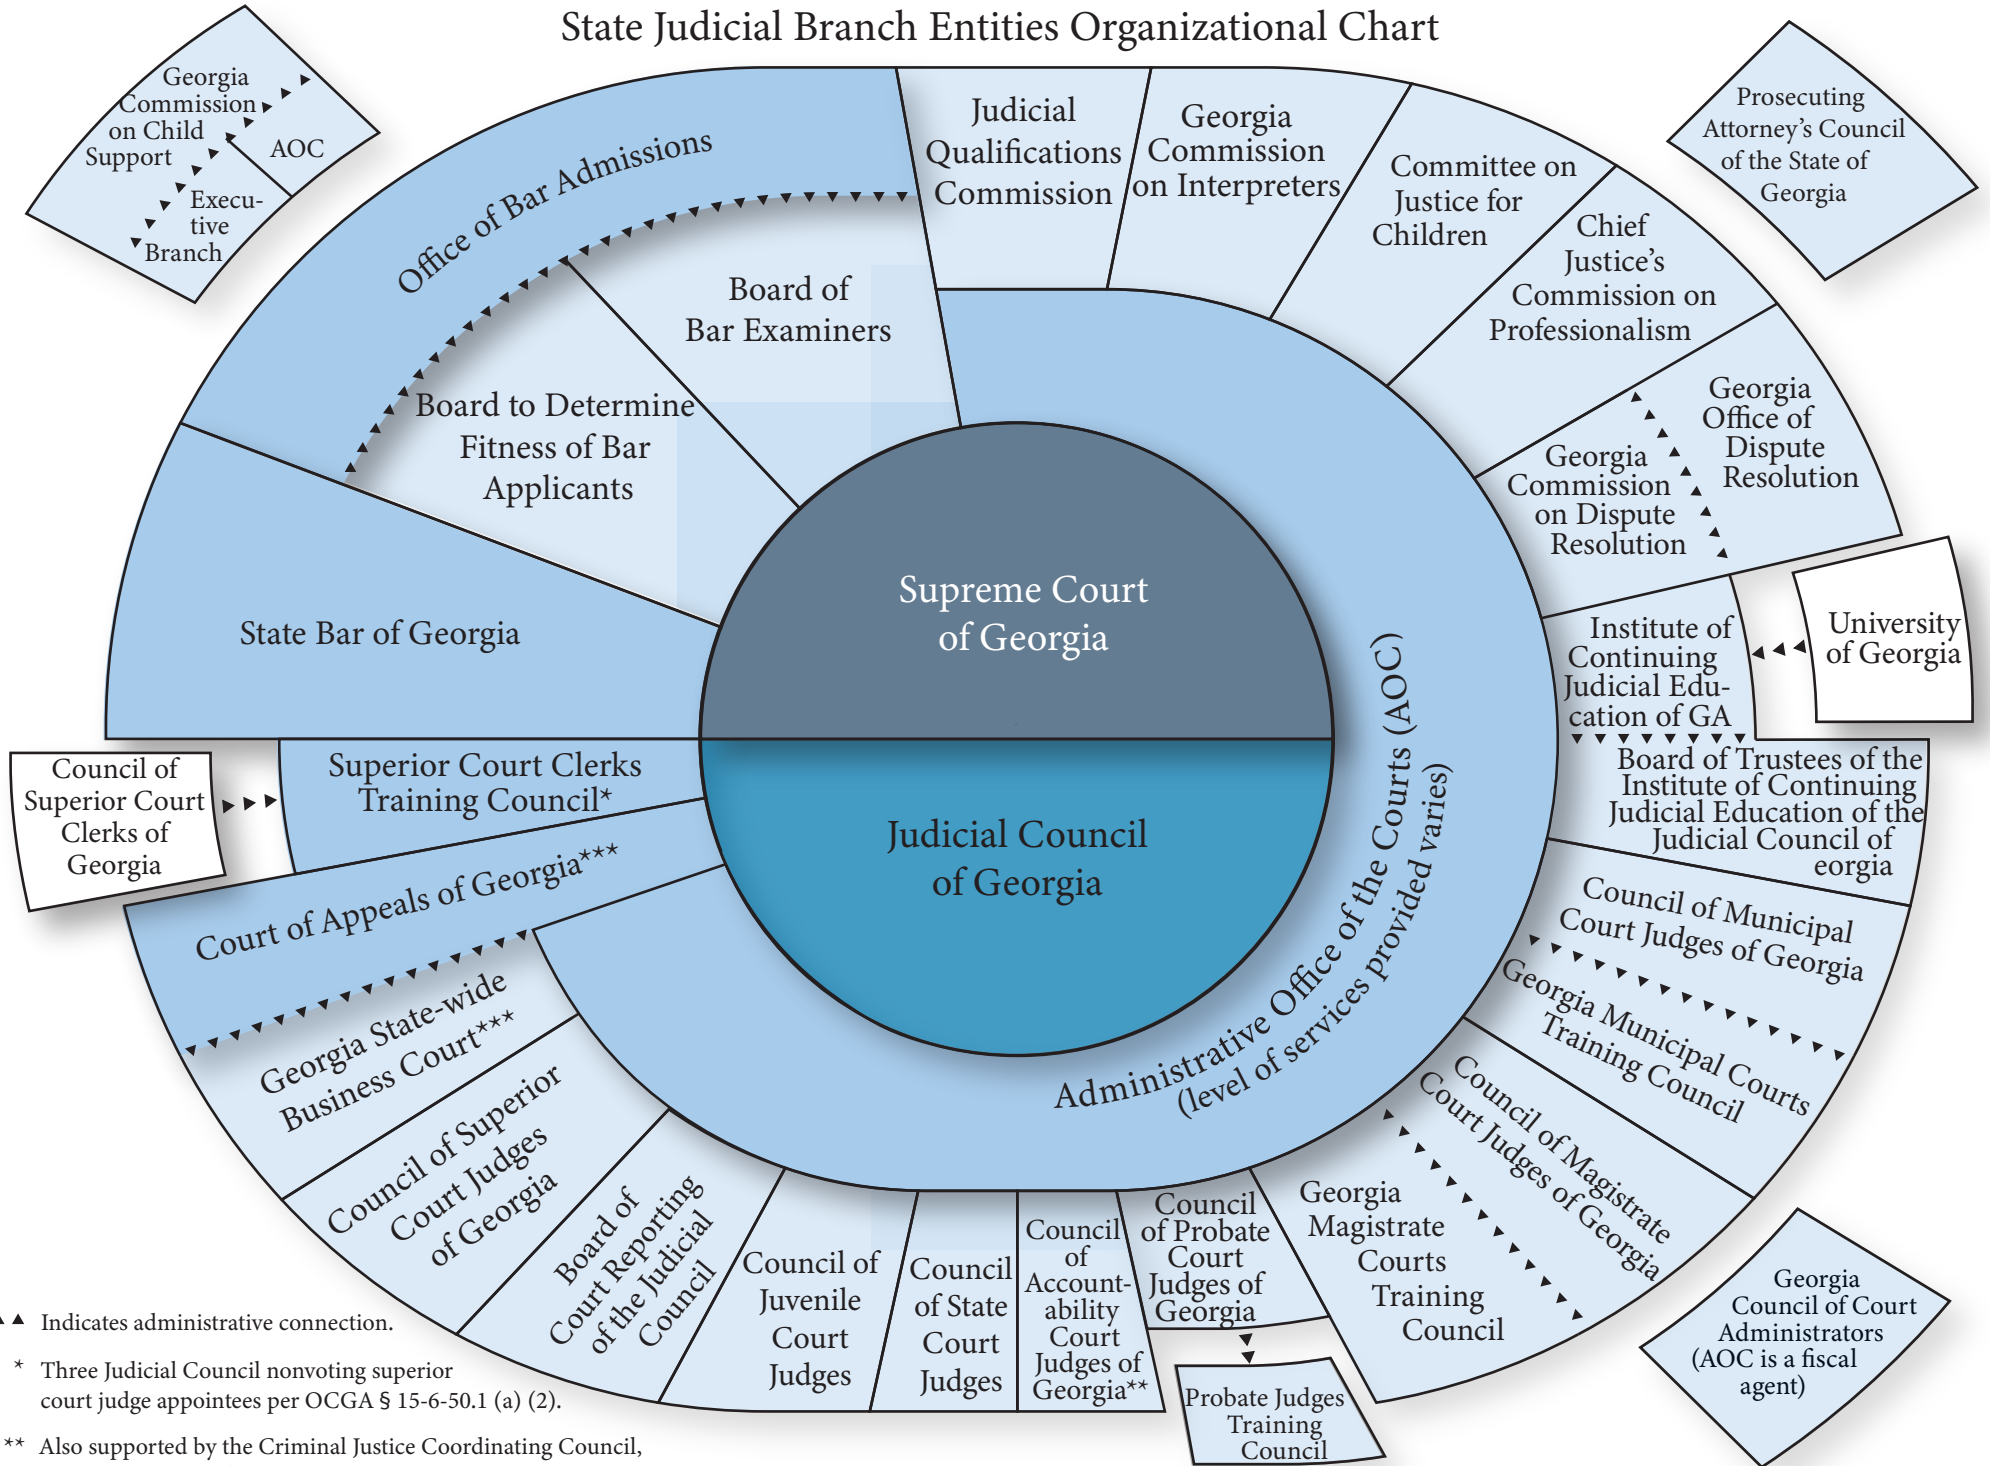 State Judicial Branch Entities Organizational Chart
Georgia
Commission
on Child
Support
AOC
Execu-
tive
Branch
Office of Bar Admissions
Judicial
Qualifications
Commission
Georgia
Commission
on Interpreters
Committee on
Justice for
Children
Chief
Justice's
Commission on
Professionalism
Prosecuting
Attorney's Council
of the State of
Georgia
Board of
Bar Examiners
Board to Determine
Fitness of Bar
Applicants
Georgia
Office of
Dispute
Resolution
Georgia
Commission
on Dispute
Resolution
State Bar of Georgia
Supreme Court
of Georgia
Institute of
Continuing
Judicial Edu-
cation of GA
University
of Georgia
Board of Trustees of the
Institute of Continuing
Judicial Education of the
Judicial Council of
eorgia
Council of
Superior Court
Clerks of
Georgia
Superior Court Clerks
Training Council*
Judicial Council
of Georgia
Administrative Office of the Courts (AOC)
(level of services provided varies)
Court of Appeals of Georgia***
Georgia State-wide
Business Court***
Council of Superior
Court Judges
of Georgia
Board of
Court Reporting
of the Judicial
Council
Council of
Juvenile
Court
Judges
Council
of State
Court
Judges
Council
of
Account-
ability
Court
Judges of
Georgia**
Council
of Probate
Court
Judges of
Georgia
Probate Judges
Training
Council
Georgia
Magistrate
Courts
Training
Council
Council of Magistrate
Court Judges of Georgia
Council of Municipal
Court Judges of Georgia
Georgia Municipal Courts
Training Council
Georgia
Council of Court
Administrators
(AOC is a fiscal
agent)
Indicates administrative connection.
* Three Judicial Council nonvoting superior
court judge appointees per OCGA § 15-6-50.1 (a) (2).
** Also supported by the Criminal Justice Coordinating Council,